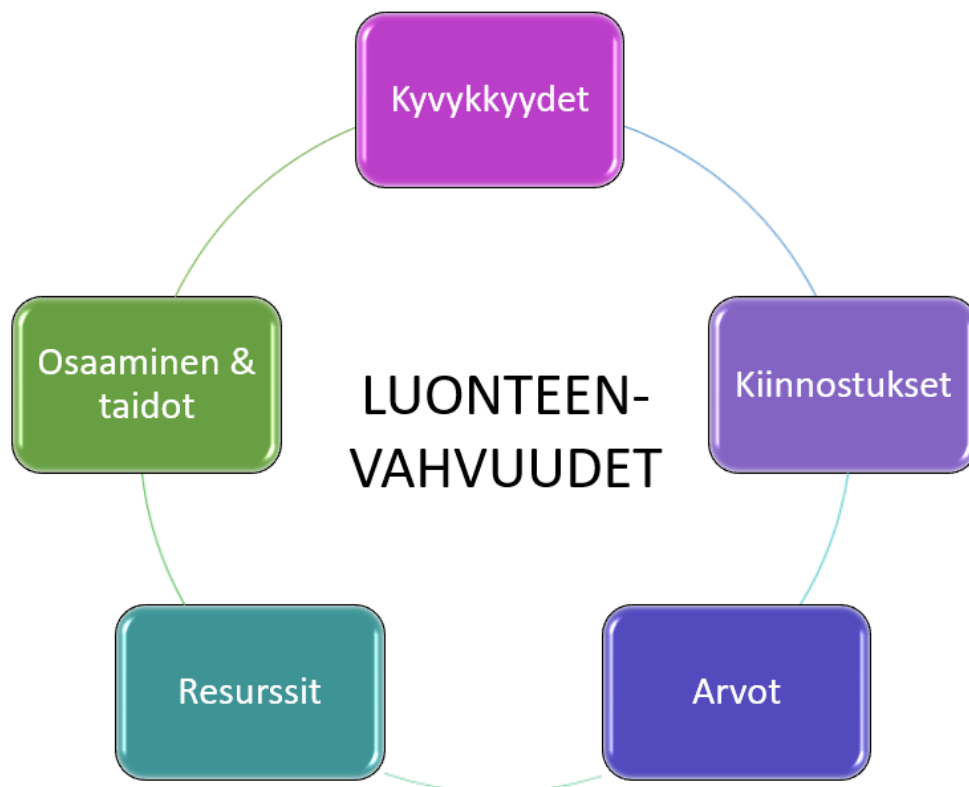 Kyvykkyydet
Osaaminen &
taidot
LUONTEEN-
VAHVUUDET
Kiinnostukset
Resurssit
Arvot